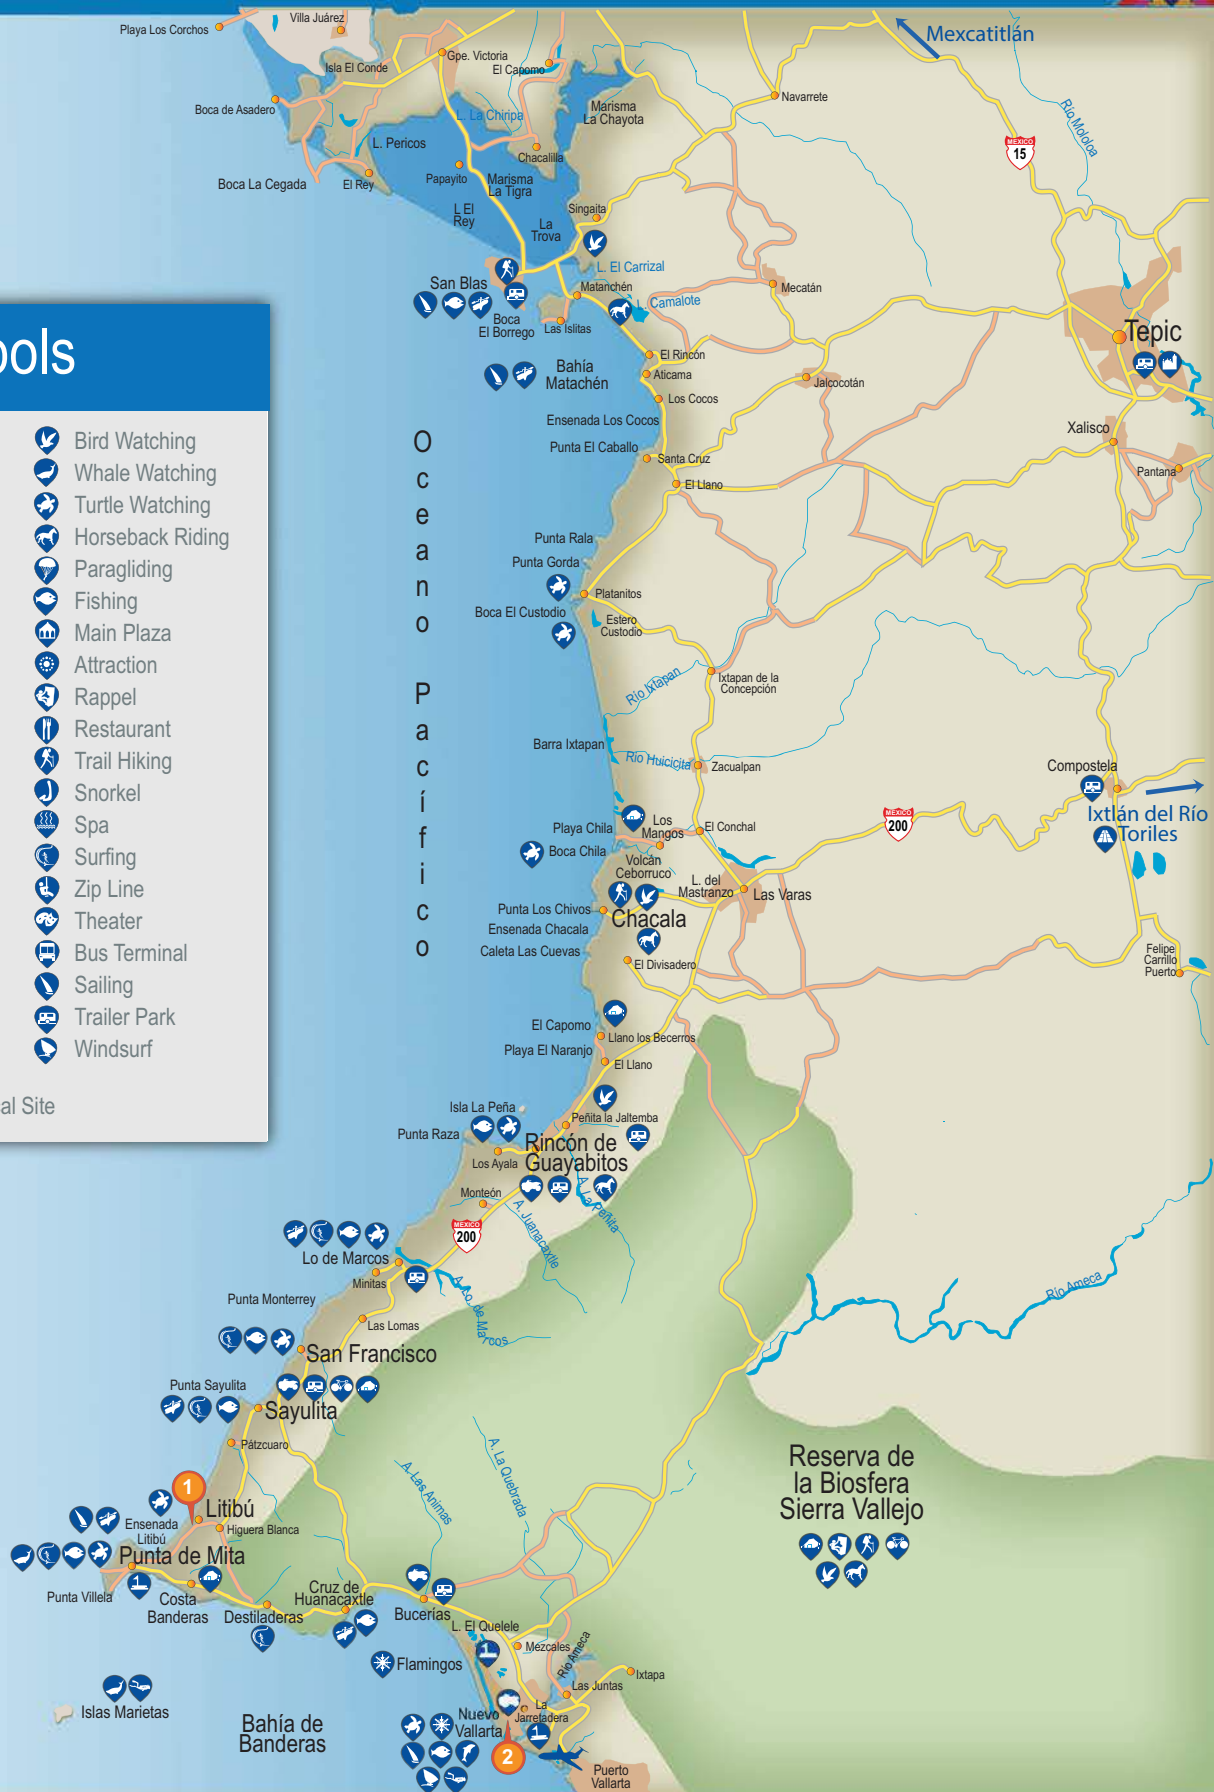 Mexcatitlán
Villa Juárez
Playa Los Corchos
Isla El Conde
Gpe. Victoria
El Capomo
Boca de Asadero
L. La Chiripa
Marisma
La Chayota
Navarrete
Río Mololoa
MEXICO
15
L. Pericos
Chacalilla
Boca La Cegada
El Rey
Papayito
Marisma
La Tigra
L El
Rey
La
Trova
Singaita
L. El Carrizal
San Blas
Matanchén
L. Camalote
Mecatán
Boca
El Borrego
Las Islitas
Tepic
El Rincón
Bahía
Matachén
Aticama
Jalcocotán
Los Cocos
Ensenada Los Cocos
Xalisco
Punta El Caballo
Santa Cruz
Pantana
El Llano
ools
Bird Watching
Whale Watching
Turtle Watching
Horseback Riding
Paragliding
Fishing
Main Plaza
Attraction
Rappel
Restaurant
Trail Hiking
Snorkel
Spa
Surfing
Zip Line
Theater
Bus Terminal
Sailing
Trailer Park
Windsurf
al Site
Oceano Pacífico
Punta Rala
Punta Gorda
Platanitos
Boca El Custodio
Estero
Custodio
Río Ixtapan
Ixtapan de la
Concepción
Barra Ixtapan
Río Huicicita
Zacualpan
Compostela
MEXICO
200
Ixtlán del Río
Toriles
Playa Chila
Los
Mangos
El Conchal
Boca Chila
Volcán
Ceborruco
L. del
Mastranzo
Las Varas
Punta Los Chivos
Chacala
Ensenada Chacala
Caleta Las Cuevas
El Divisadero
Felipe
Carrillo
Puerto
El Capomo
Llano los Becerros
Playa El Naranjo
El Llano
Isla La Peña
Peñita la Jaltemba
Punta Raza
Rincón de
Guayabitos
Los Ayala
Monteón
A. La Peñita
A. Juanacaxtle
MEXICO
200
Lo de Marcos
Minitas
A. Lo. de Marcos
Río Ameca
Punta Monterrey
Las Lomas
San Francisco
Punta Sayulita
Sayulita
Pátzcuaro
A. Las Animas
A. La Quebrada
Reserva de
la Biosfera
Sierra Vallejo
1
Litibú
Ensenada
Litibú
Higuera Blanca
Punta de Mita
Punta Villela
Costa
Banderas
Destiladeras
Cruz de
Huanacaxtle
Bucerías
L. El Quelele
Mezcales
Río Ameca
Flamingos
Ixtapa
Las Juntas
Islas Marietas
La
Jarretadera
Nuevo
Vallarta
Bahía de
Banderas
2
Puerto
Vallarta